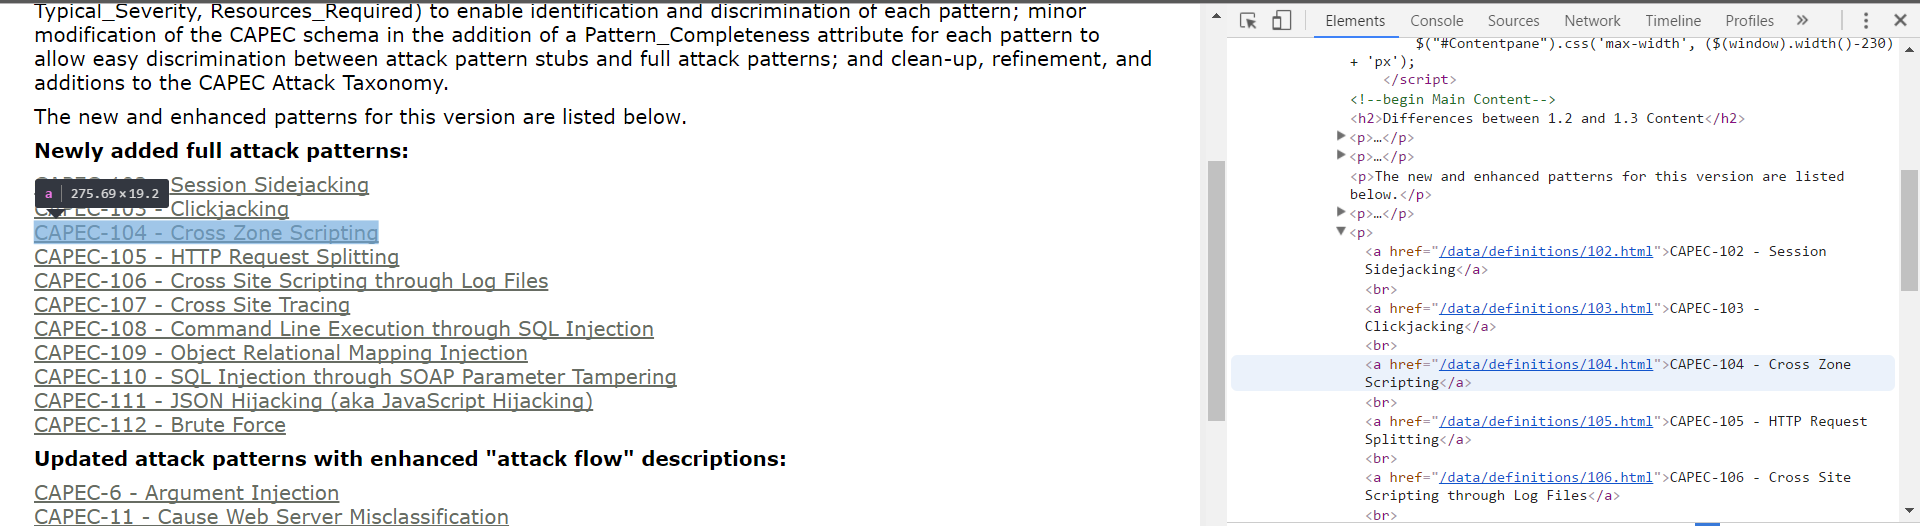 Typical_Severity, Resources_Required) to enable identification and discrimination of each pattern; minor
modification of the CAPEC schema in the addition of a Pattern_Completeness attribute for each pattern to
allow easy discrimination between attack pattern stubs and full attack patterns; and clean-up, refinement, and
additions to the CAPEC Attack Taxonomy.
The new and enhanced patterns for this version are listed below.
Newly added full attack patterns:
- Session Sidejacking
a 275.69 × 19.2
CAPEC-103 - Clickjacking
CAPEC-104 - Cross Zone Scripting
CAPEC-105 - HTTP Request Splitting
CAPEC-106 - Cross Site Scripting through Log Files
CAPEC-107 - Cross Site Tracing
CAPEC-108 - Command Line Execution through SQL Injection
CAPEC-109 - Object Relational Mapping Injection
CAPEC-110 - SQL Injection through SOAP Parameter Tampering
CAPEC-111 - JSON Hijacking (aka JavaScript Hijacking)
CAPEC-112 - Brute Force
Updated attack patterns with enhanced "attack flow" descriptions:
CAPEC-6 - Argument Injection
CAPEC-11 - Cause Web Server Misclassification
Elements Console Sources Network Timeline Profiles »
$("#Contentpane").css('max-width', ($(window).width()-230)
+ 'px');
</script>
<!--begin Main Content-->
<h2>Differences between 1.2 and 1.3 Content</h2>
<p>…</p>
<p>…</p>
<p>The new and enhanced patterns for this version are listed
below.</p>
<p>…</p>
<p>
<a href="/data/definitions/102.html">CAPEC-102 - Session
Sidejacking</a>
<br>
<a href="/data/definitions/103.html">CAPEC-103 -
Clickjacking</a>
<br>
<a href="/data/definitions/104.html">CAPEC-104 - Cross Zone
Scripting</a>
<br>
<a href="/data/definitions/105.html">CAPEC-105 - HTTP Request
Splitting</a>
<br>
<a href="/data/definitions/106.html">CAPEC-106 - Cross Site
Scripting through Log Files</a>
<br>